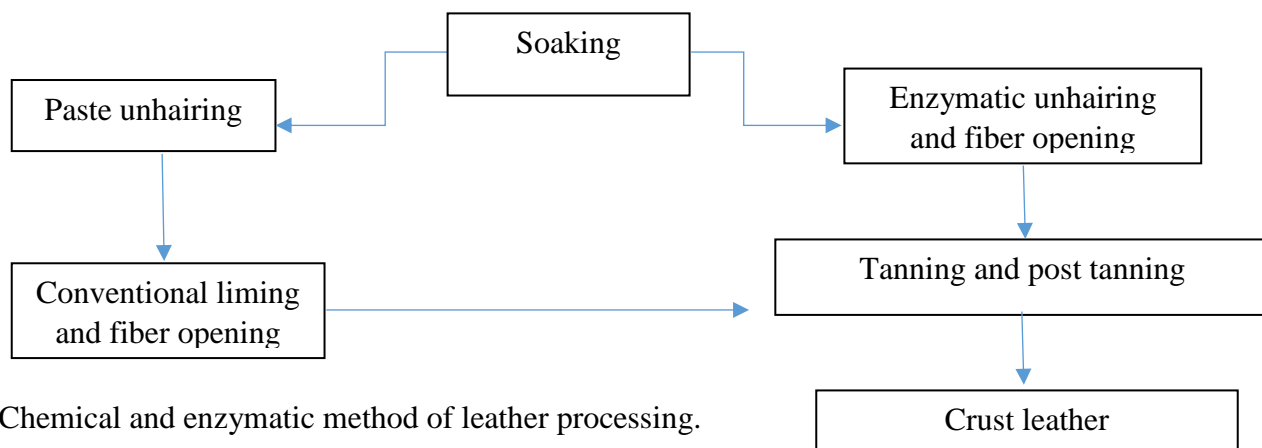 Soaking
Paste unhairing
Enzymatic unhairing
and fiber opening
Conventional liming
and fiber opening
Tanning and post tanning
Crust leather
Chemical and enzymatic method of leather processing.